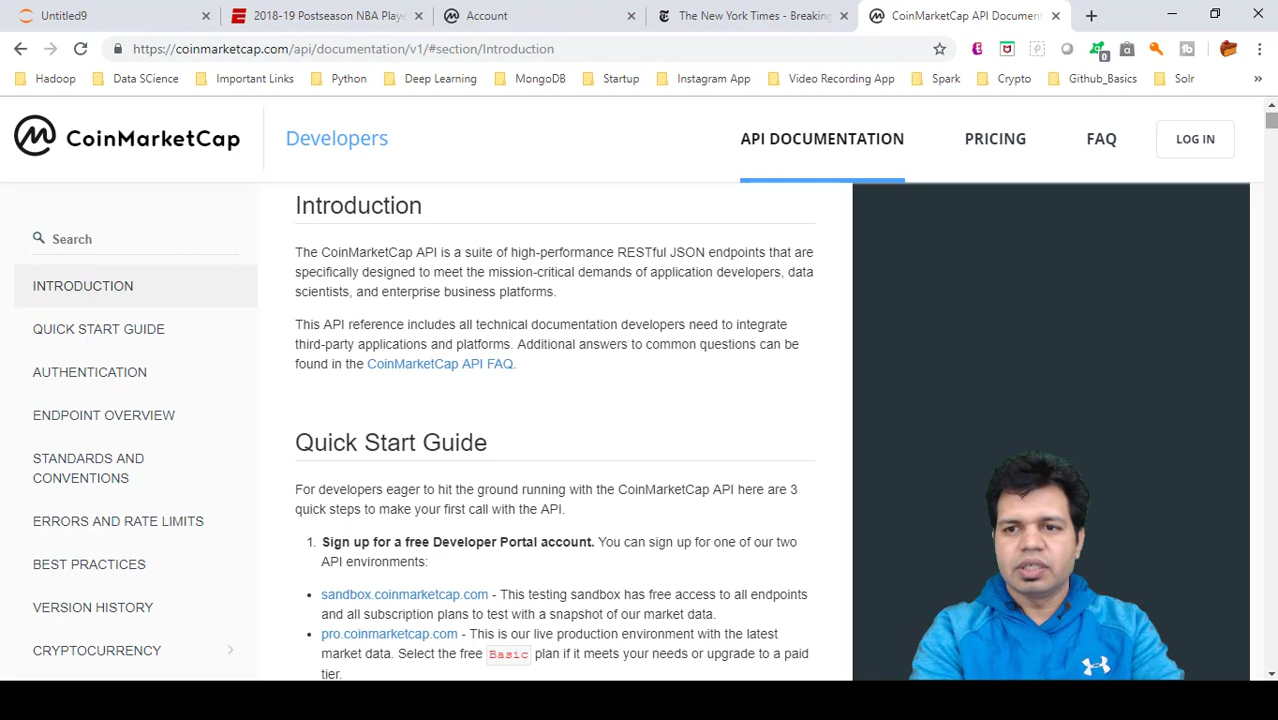 Untitled9
2018-19 Postseason NBA Playe
Account
The New York Times - Breaking
CoinMarketCap API Document
https://coinmarketcap.com/api/documentation/v1/#section/Introduction
0
Hadoop
Data SCience
Important Links
Python
Deep Learning
MongoDB
Startup
Instagram App
Video Recording App
Spark
Crypto
Github_Basics
Solr
»
CoinMarketCap
Developers
API DOCUMENTATION
PRICING
FAQ
LOG IN
Search
INTRODUCTION
QUICK START GUIDE
AUTHENTICATION
ENDPOINT OVERVIEW
STANDARDS AND
CONVENTIONS
ERRORS AND RATE LIMITS
BEST PRACTICES
VERSION HISTORY
CRYPTOCURRENCY
Introduction
The CoinMarketCap API is a suite of high-performance RESTful JSON endpoints that are
specifically designed to meet the mission-critical demands of application developers, data
scientists, and enterprise business platforms.
This API reference includes all technical documentation developers need to integrate
third-party applications and platforms. Additional answers to common questions can be
found in the CoinMarketCap API FAQ.
Quick Start Guide
For developers eager to hit the ground running with the CoinMarketCap API here are 3
quick steps to make your first call with the API.
1. Sign up for a free Developer Portal account. You can sign up for one of our two
API environments:
• sandbox.coinmarketcap.com - This testing sandbox has free access to all endpoints
and all subscription plans to test with a snapshot of our market data.
• pro.coinmarketcap.com - This is our live production environment with the latest
market data. Select the free Basic plan if it meets your needs or upgrade to a paid
tier.